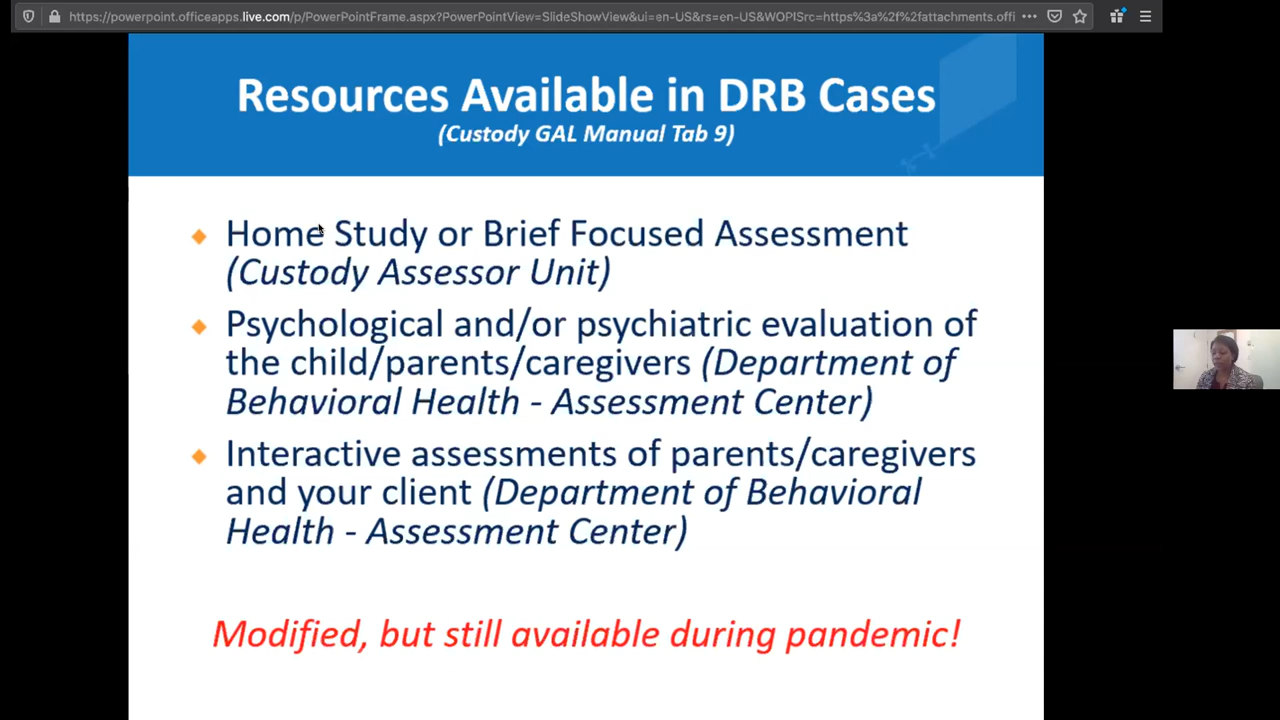 https://powerpoint.officeapps.live.com/p/PowerPointFrame.aspx?PowerPointView=SlideShowView&ui=en-US&rs=en-US&WOPISrc=https%3a%2f%2fattachments.offi
Resources Available in DRB Cases
(Custody GAL Manual Tab 9)
Home Study or Brief Focused Assessment
(Custody Assessor Unit)
Psychological and/or psychiatric evaluation of
the child/parents/caregivers (Department of
Behavioral Health - Assessment Center)
Interactive assessments of parents/caregivers
and your client (Department of Behavioral
Health - Assessment Center)
Modified, but still available during pandemic!